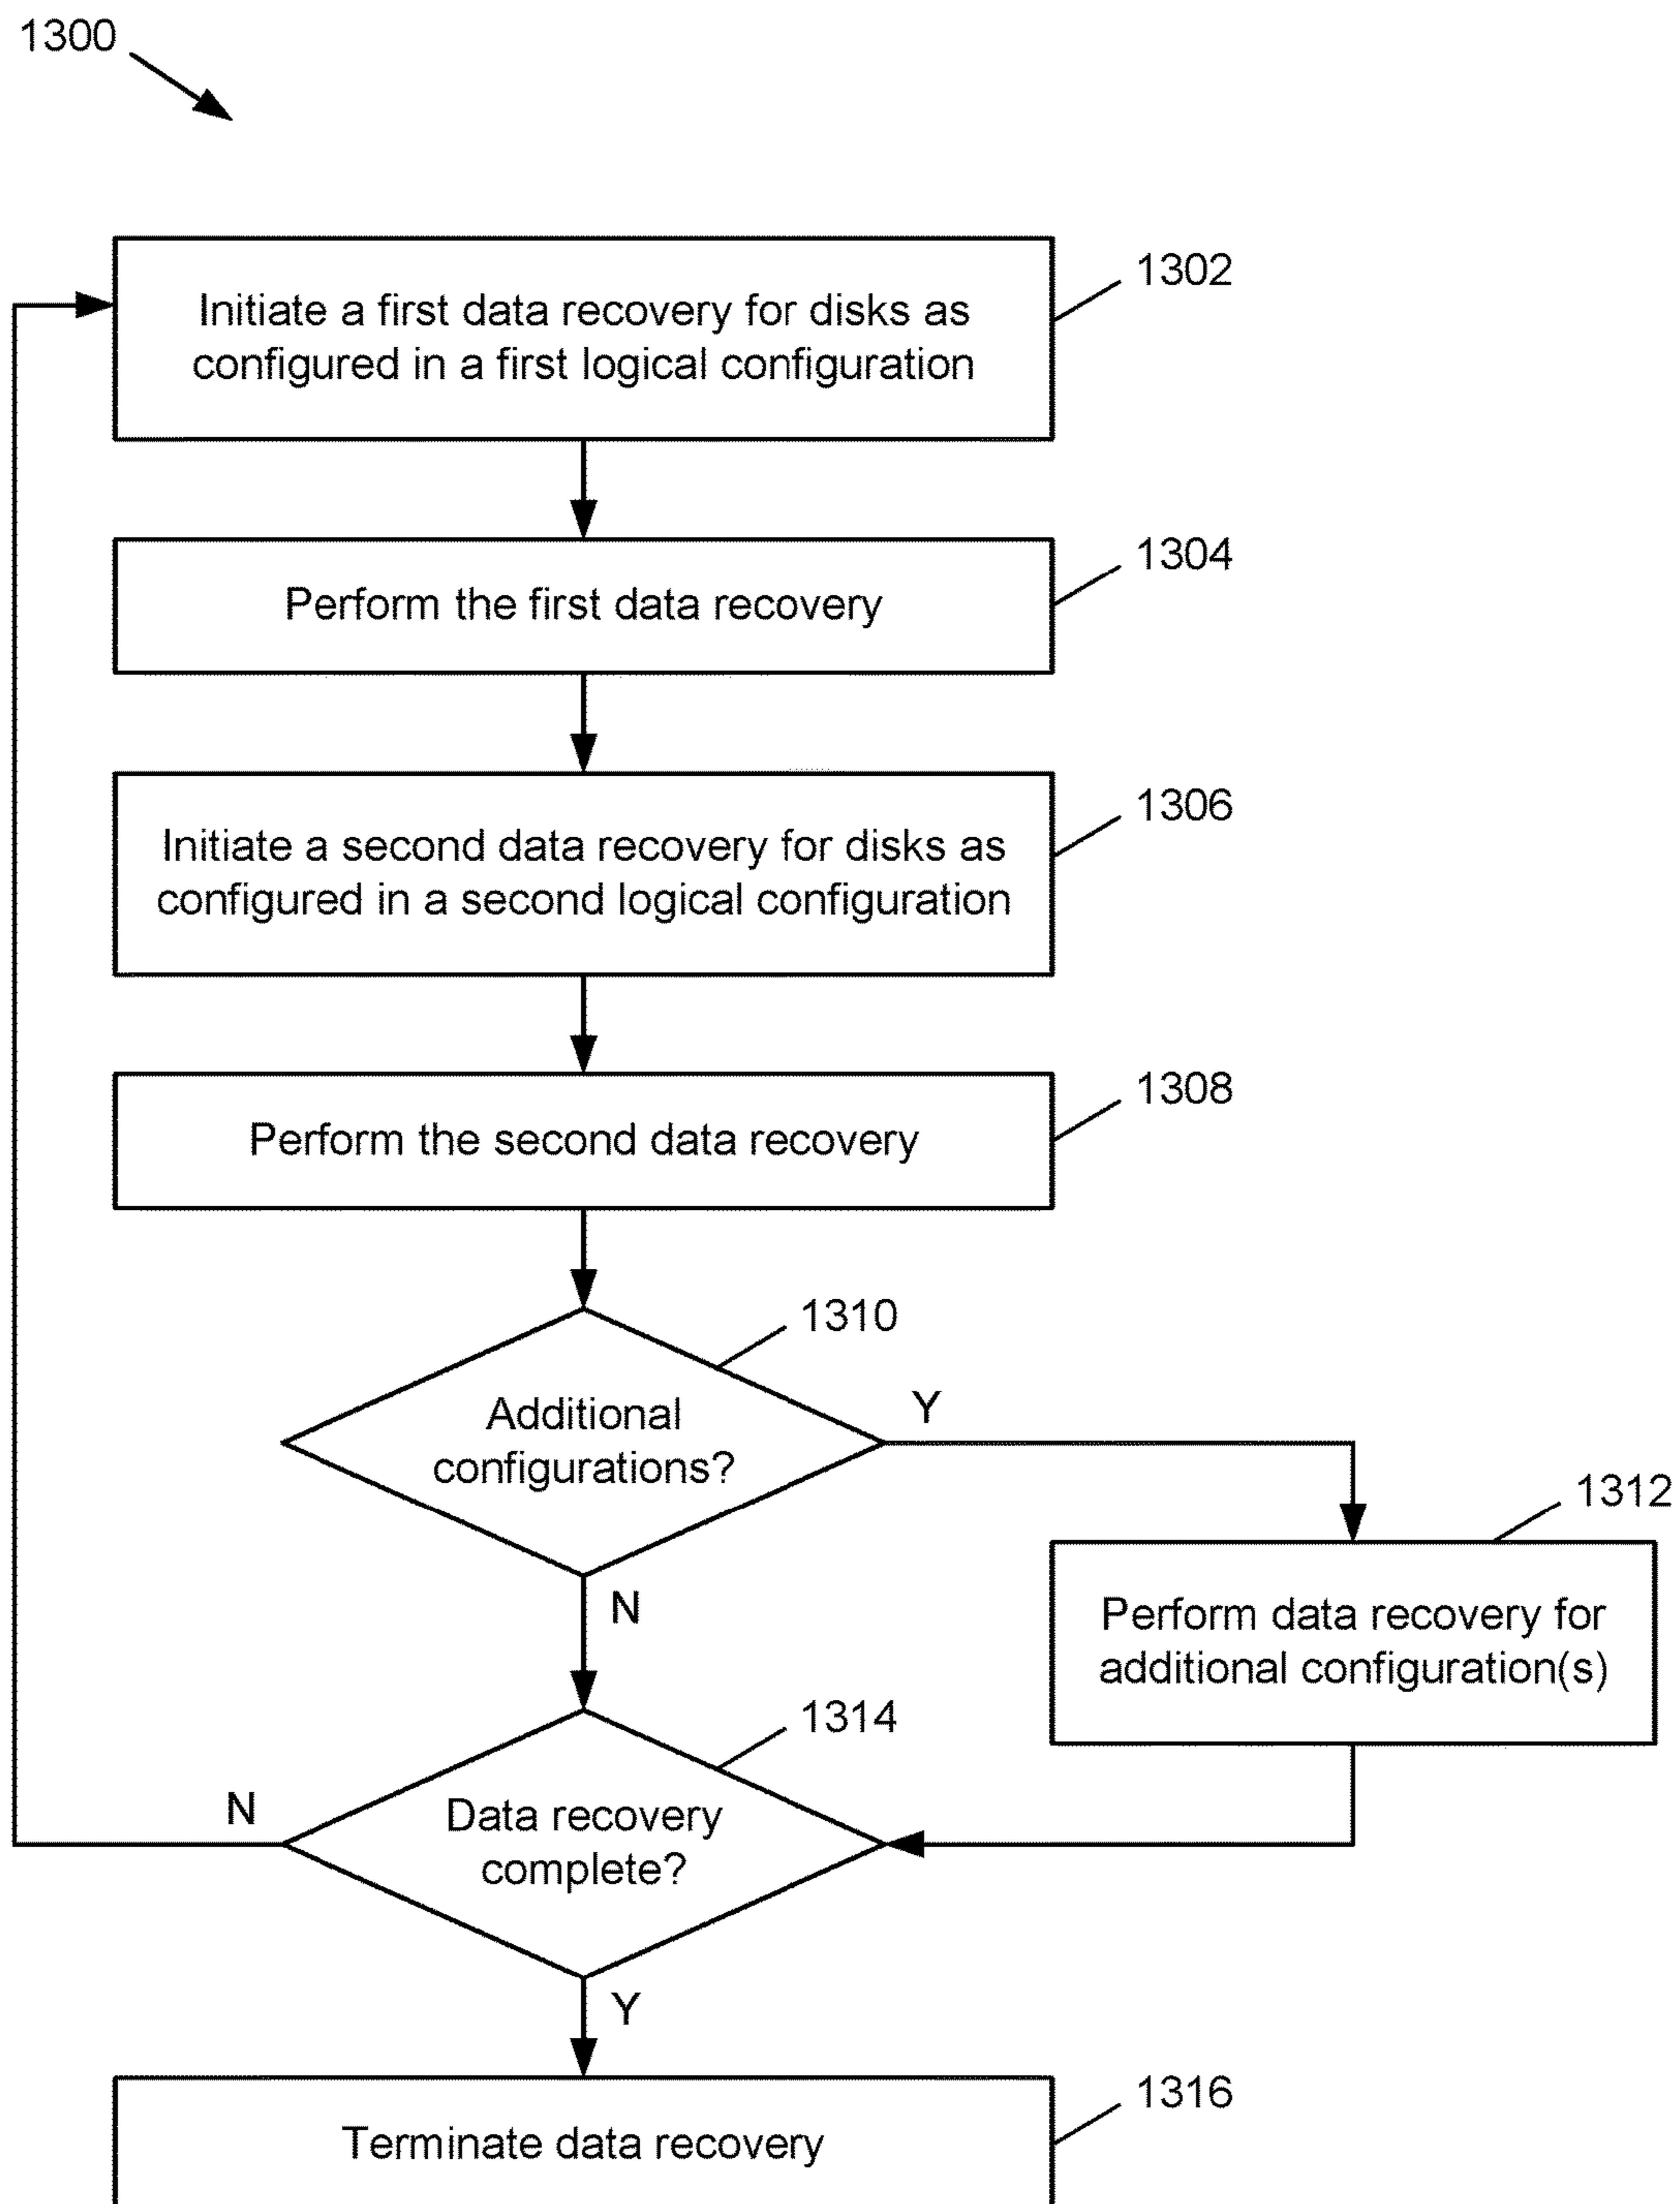 1300
1302
Initiate a first data recovery for disks as
configured in a first logical configuration
1304
Perform the first data recovery
1306
Initiate a second data recovery for disks as
configured in a second logical configuration
1308
Perform the second data recovery
1310
Additional
configurations?
Y
N
1312
Perform data recovery for
additional configuration(s)
1314
Data recovery
complete?
N
Y
1316
Terminate data recovery